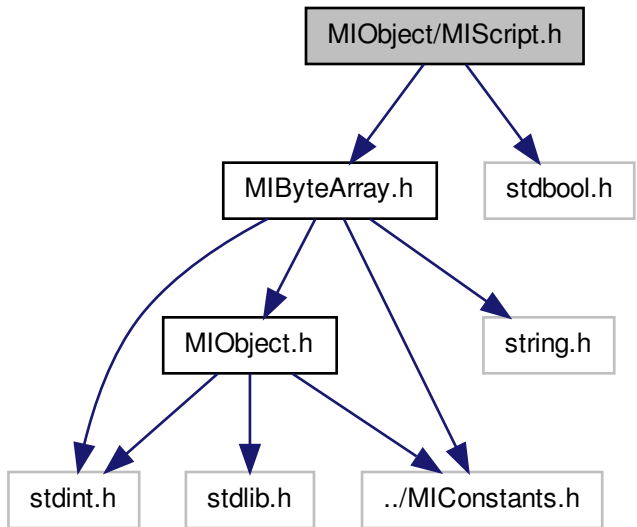 MIObject/MIScript.h
MIByteArray.h
stdbool.h
MIObject.h
string.h
stdint.h
stdlib.h
../MIConstants.h